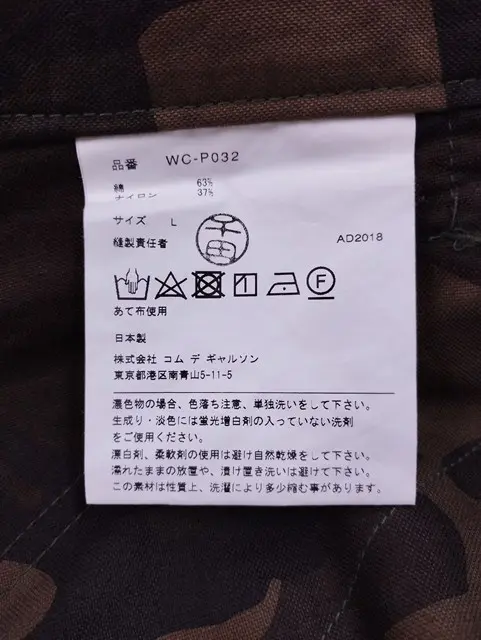 品番 WC-P032
綿 63%
ナイロン 37%
サイズ L
千田
縫製責任者
AD2018
F
あて布使用
日本製
株式会社 コム デ ギャルソン
東京都港区南青山5-11-5
濃色物の場合、色落ち注意、単独洗いをして下さい。
生成り・淡色には蛍光増白剤の入っていない洗剤
をご使用ください。
漂白剤、柔軟剤の使用は避け自然乾燥をして下さい。
濡れたままの放置や、漬け置き洗いは避けて下さい。
この素材は性質上、洗濯により多少縮む事があります。